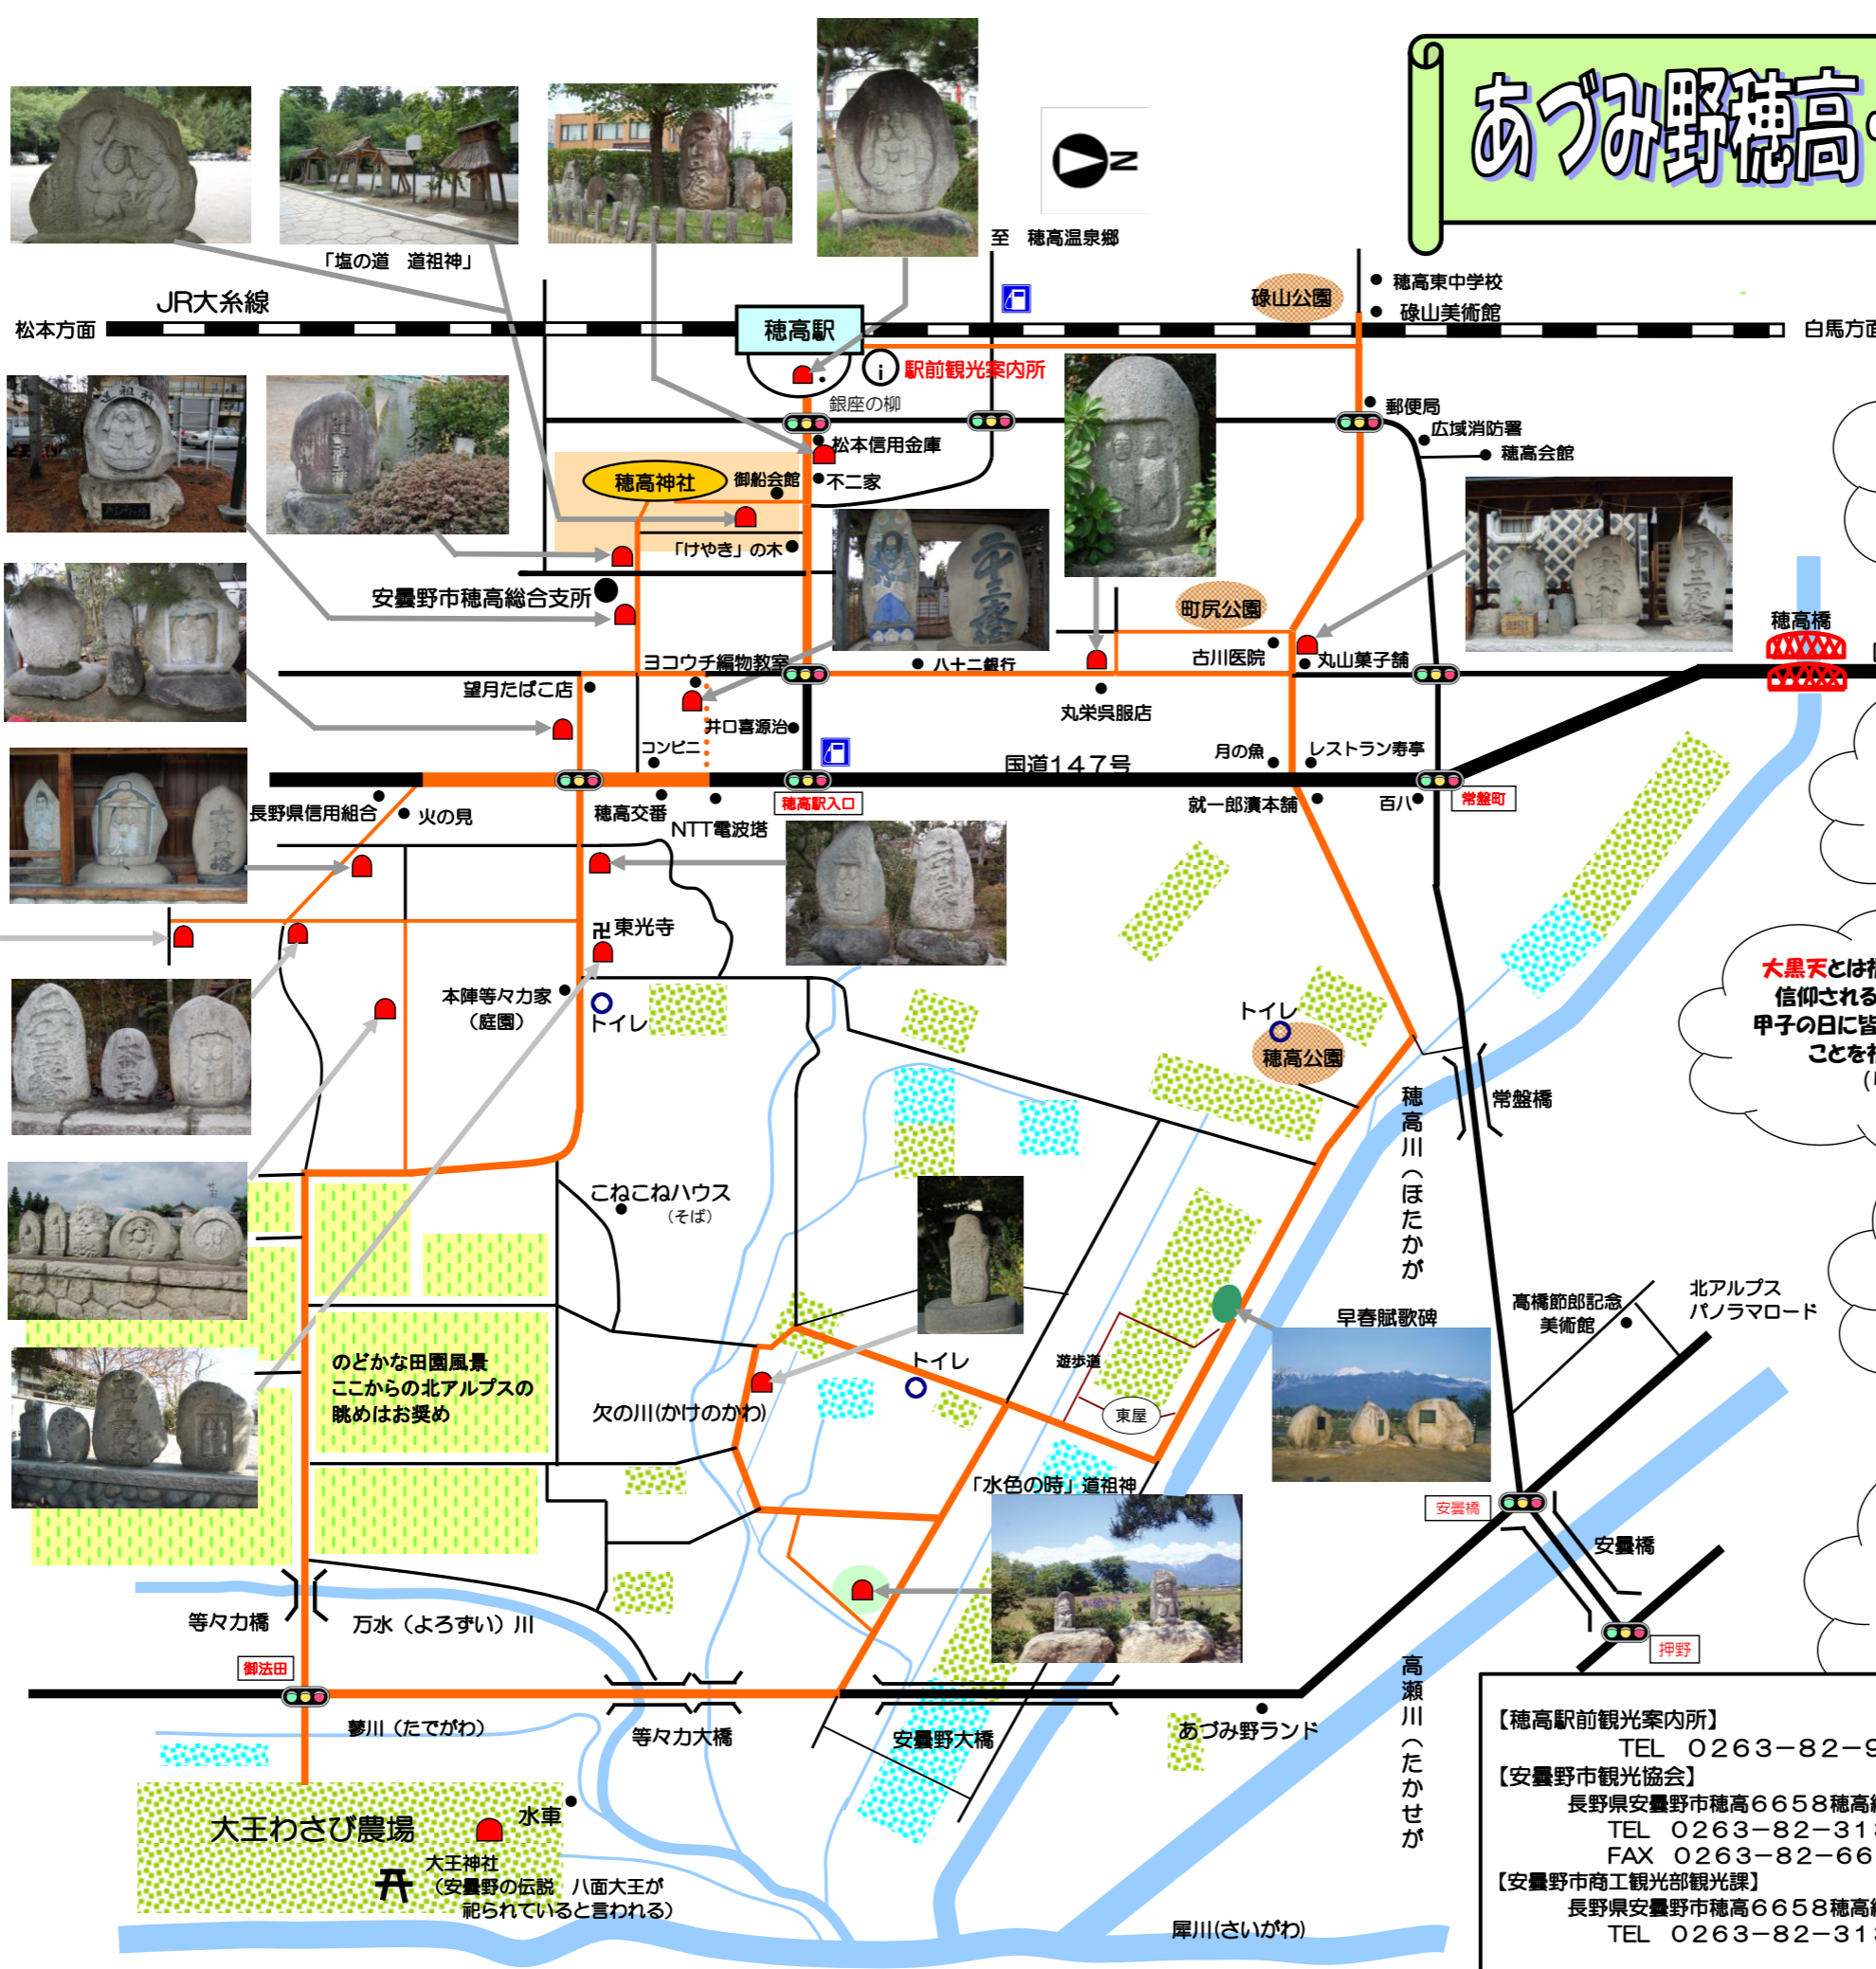 あづみ野穂高
N
至　穂高温泉郷
「塩の道　道祖神」
JR大糸線
松本方面
穂高駅
碌山公園
穂高東中学校
碌山美術館
白馬方面
i
駅前観光案内所
銀座の柳
郵便局
広域消防署
穂高会館
松本信用金庫
穂高神社
御船会館
不二家
「けやき」の木
安曇野市穂高総合支所
町尻公園
穂高橋
ヨコウチ編物教室
八十二銀行
古川医院
丸山菓子舗
望月たばこ店
丸栄呉服店
井口喜源治
コンビニ
国道147号
月の魚
レストラン寿亭
長野県信用組合
火の見
穂高交番
NTT電波塔
穂高駅入口
就一郎漬本舗
百八
常盤町
卍東光寺
本陣等々力家
（庭園）
トイレ
トイレ
穂高公園
大黒天とは
信仰される
甲子の日に皆
ことを
穂高川（ほたかが
常盤橋
こねこねハウス
（そば）
早春賦歌碑
髙橋節郎記念
美術館
北アルプス
パノラマロード
のどかな田園風景
ここからの北アルプスの
眺めはお奨め
トイレ
遊歩道
東屋
欠の川(かけのかわ)
「水色の時」道祖神
安曇橋
安曇橋
押野
等々力橋
万水（よろずい）川
御法田
蓼川（たでがわ）
等々力大橋
安曇野大橋
あづみ野ランド
高瀬川（たかせが
大王わさび農場
水車
大王神社
（安曇野の伝説　八面大王が
祀られていると言われる）
犀川(さいがわ)
【穂高駅前観光案内所】
TEL　0263−82−9
【安曇野市観光協会】
長野県安曇野市穂高6658穂高
TEL　0263−82−31
FAX　0263−82−66
【安曇野市商工観光部観光課】
長野県安曇野市穂高6658穂高
TEL　0263−82−31